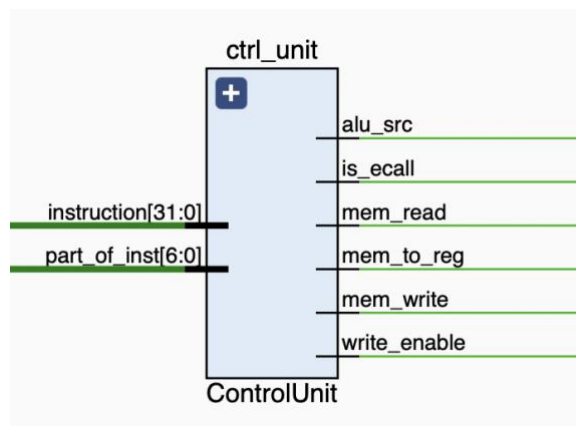 ctrl_unit
+
alu_src
is_ecall
instruction[31:0]
mem_read
part_of_inst[6:0]
mem_to_reg
mem_write
write_enable
ControlUnit